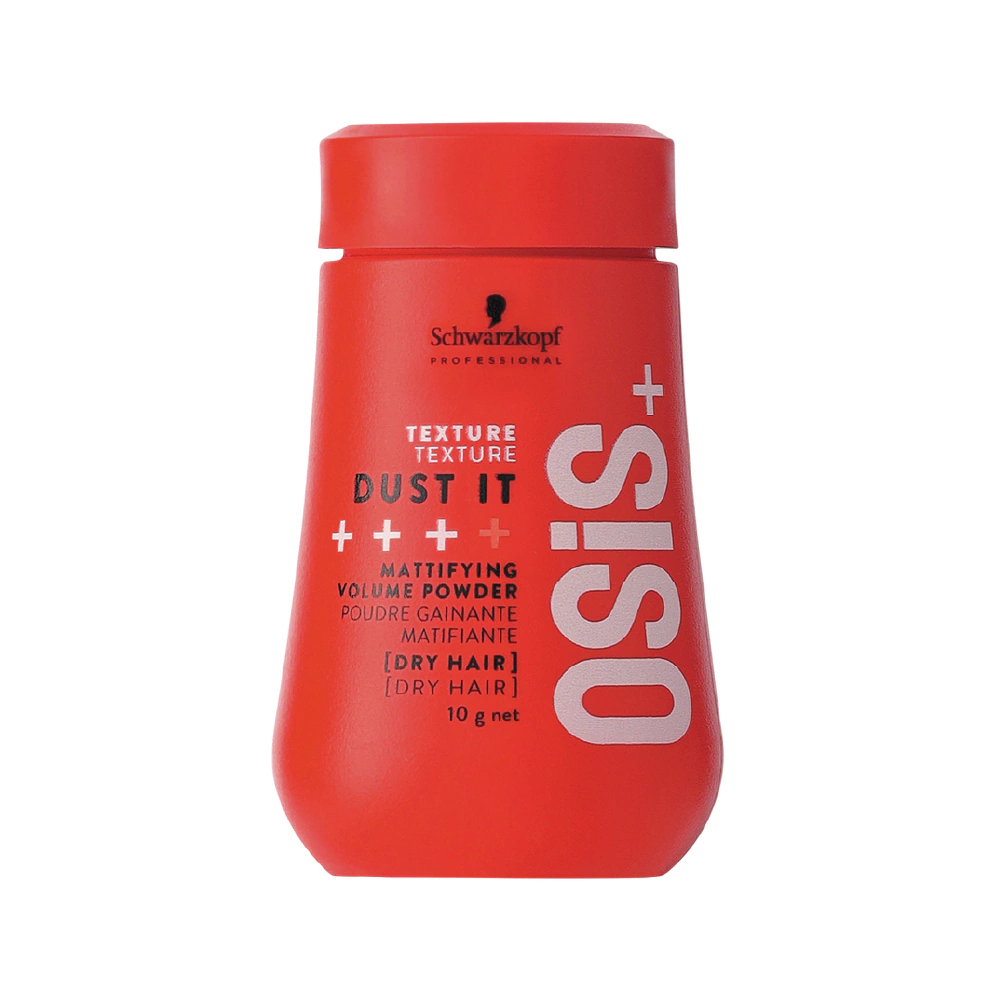 Schwarzkopf
PROFESSIONAL
TEXTURE
TEXTURE
DUST IT
++++
MATTIFYING
VOLUME POWDER
POUDRE GAINANTE
MATIFIANTE
[DRY HAIR]
[DRY HAIR]
10 g net
OSiS+